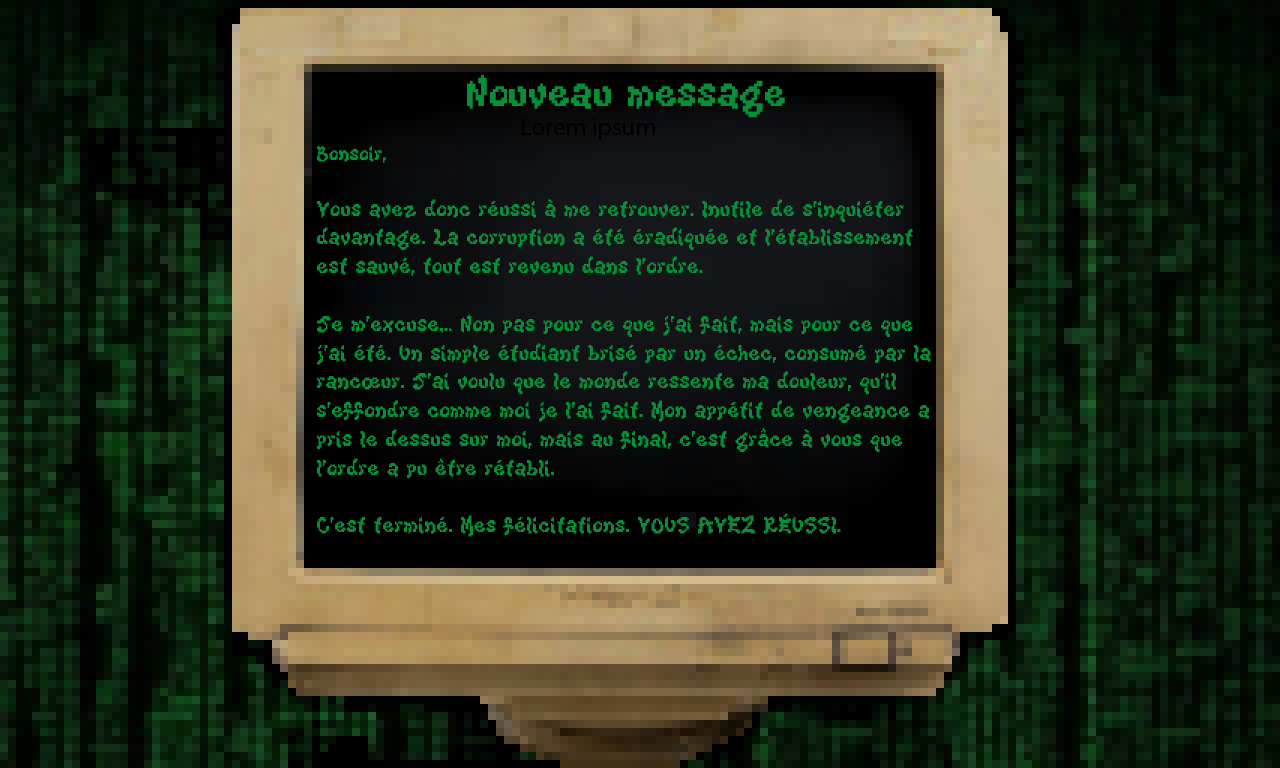 Nouveau message
Lorem ipsum
Bonsoir,
Vous avez donc réussi à me retrouver. Inutile de s'inquiéter
davantage. La corruption a été éradiquée et l'établissement
est sauvé, tout est revenu dans l'ordre.
Je m'excuse... Non pas pour ce que j'ai fait, mais pour ce que
j'ai été. Un simple étudiant brisé par un échec, consumé par la
rancœur. J'ai voulu que le monde ressente ma douleur, qu'il
s'effondre comme moi je l'ai fait. Mon appétit de vengeance a
pris le dessus sur moi, mais au final, c'est grâce à vous que
l'ordre a pu être rétabli.
C'est terminé. Mes félicitations. VOUS AVEZ RÉUSSI.